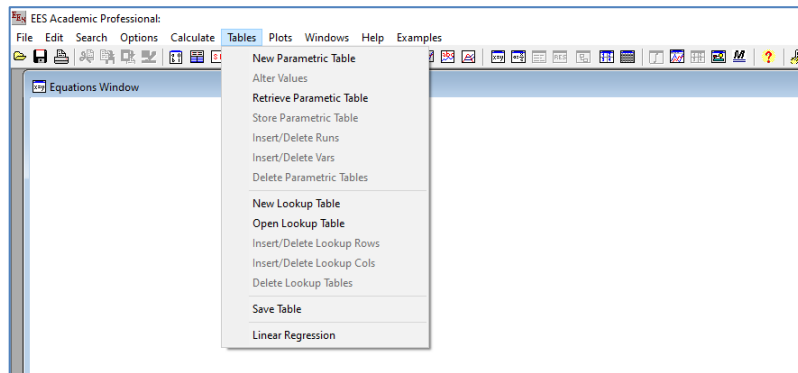 EES Academic Professional:
File Edit Search Options Calculate Tables Plots Windows Help Examples
Equations Window
New Parametric Table
Alter Values
Retrieve Parametic Table
Store Parametric Table
Insert/Delete Runs
Insert/Delete Vars
Delete Parametric Tables
New Lookup Table
Open Lookup Table
Insert/Delete Lookup Rows
Insert/Delete Lookup Cols
Delete Lookup Tables
Save Table
Linear Regression